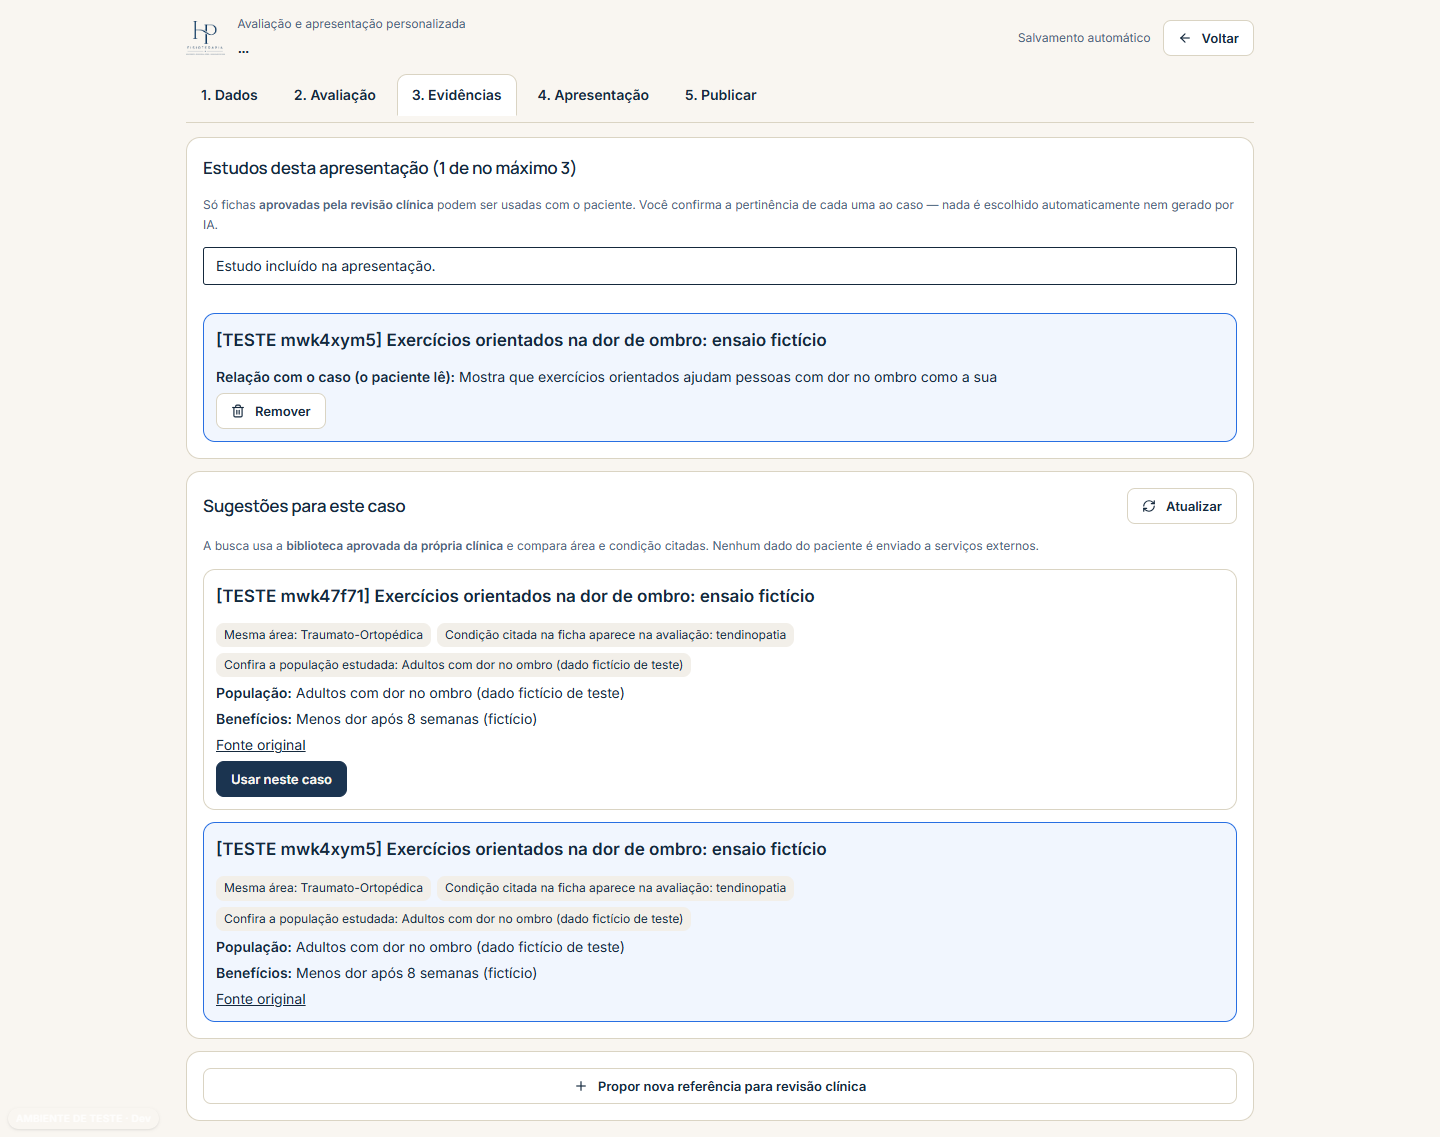 HP
FISIOTERAPIA
Avaliação e apresentação personalizada
...
Salvamento automático
Voltar
1. Dados
2. Avaliação
3. Evidências
4. Apresentação
5. Publicar
Estudos desta apresentação (1 de no máximo 3)
Só fichas aprovadas pela revisão clínica podem ser usadas com o paciente. Você confirma a pertinência de cada uma ao caso — nada é escolhido automaticamente nem gerado por
IA.
Estudo incluído na apresentação.
[TESTE mwk4xym5] Exercícios orientados na dor de ombro: ensaio fictício
Relação com o caso (o paciente lê): Mostra que exercícios orientados ajudam pessoas com dor no ombro como a sua
Remover
Sugestões para este caso
Atualizar
A busca usa a biblioteca aprovada da própria clínica e compara área e condição citadas. Nenhum dado do paciente é enviado a serviços externos.
[TESTE mwk47f71] Exercícios orientados na dor de ombro: ensaio fictício
Mesma área: Traumato-Ortopédica
Condição citada na ficha aparece na avaliação: tendinopatia
Confira a população estudada: Adultos com dor no ombro (dado fictício de teste)
População: Adultos com dor no ombro (dado fictício de teste)
Benefícios: Menos dor após 8 semanas (fictício)
Fonte original
Usar neste caso
[TESTE mwk4xym5] Exercícios orientados na dor de ombro: ensaio fictício
Mesma área: Traumato-Ortopédica
Condição citada na ficha aparece na avaliação: tendinopatia
Confira a população estudada: Adultos com dor no ombro (dado fictício de teste)
População: Adultos com dor no ombro (dado fictício de teste)
Benefícios: Menos dor após 8 semanas (fictício)
Fonte original
Propor nova referência para revisão clínica
AMBIENTE DE TESTE